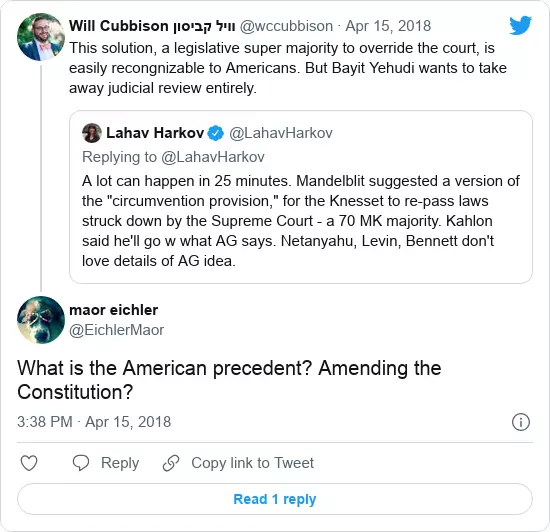 Will Cubbison וויל קביסון @wccubbison · Apr 15, 2018
This solution, a legislative super majority to override the court, is
easily recongnizable to Americans. But Bayit Yehudi wants to take
away judicial review entirely.
Lahav Harkov @LahavHarkov
Replying to @LahavHarkov
A lot can happen in 25 minutes. Mandelblit suggested a version of
the "circumvention provision," for the Knesset to re-pass laws
struck down by the Supreme Court - a 70 MK majority. Kahlon
said he'll go w what AG says. Netanyahu, Levin, Bennett don't
love details of AG idea.
maor eichler
@EichlerMaor
What is the American precedent? Amending the
Constitution?
3:38 PM · Apr 15, 2018
Reply Copy link to Tweet
Read 1 reply